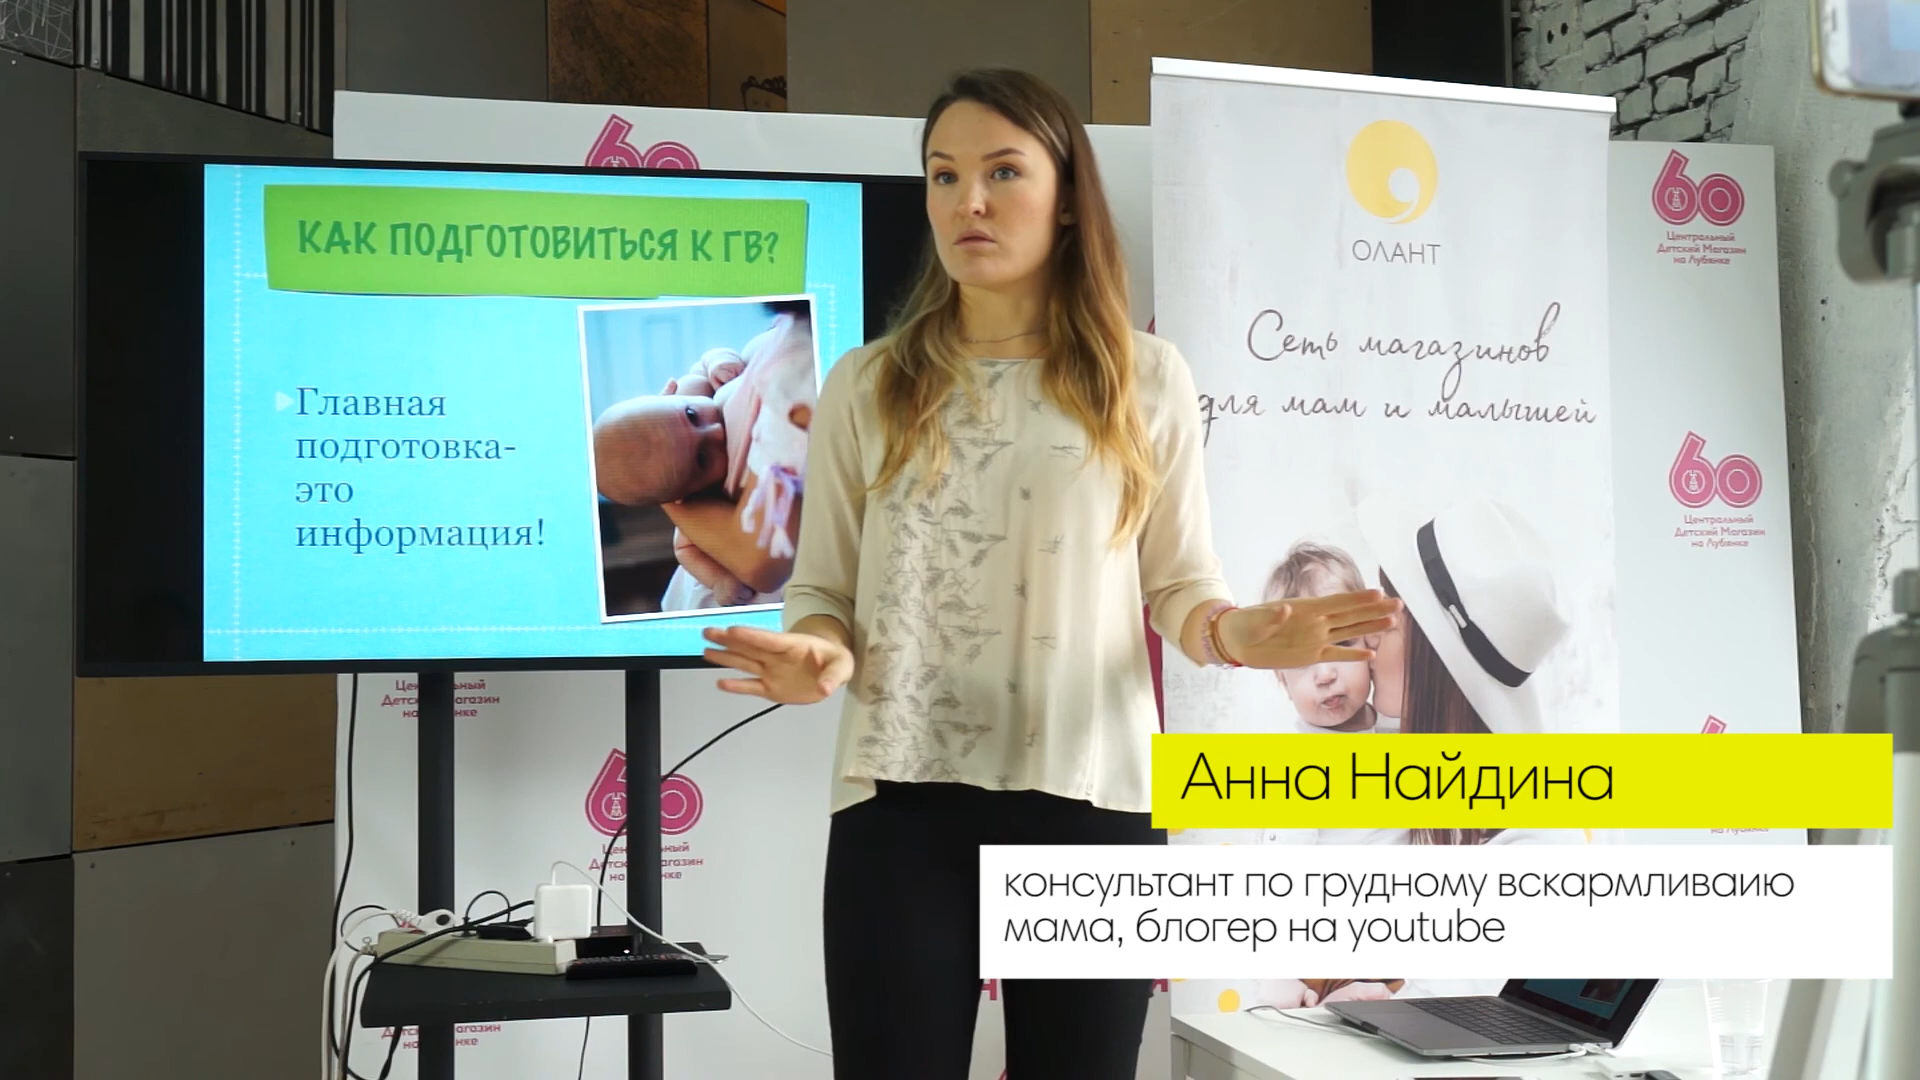 КАК ПОДГОТОВИТЬСЯ К ГВ?
Главная
подготовка-
это
информация!
ОЛАНТ
Сеть магазинов
для мам и малышей
60
Центральный
Детский Магазин
на Лубянке
60
Центральный
Детский Магазин
на Лубянке
60
60
Анна Найдина
консультант по грудному вскармливаию
мама, блогер на youtube